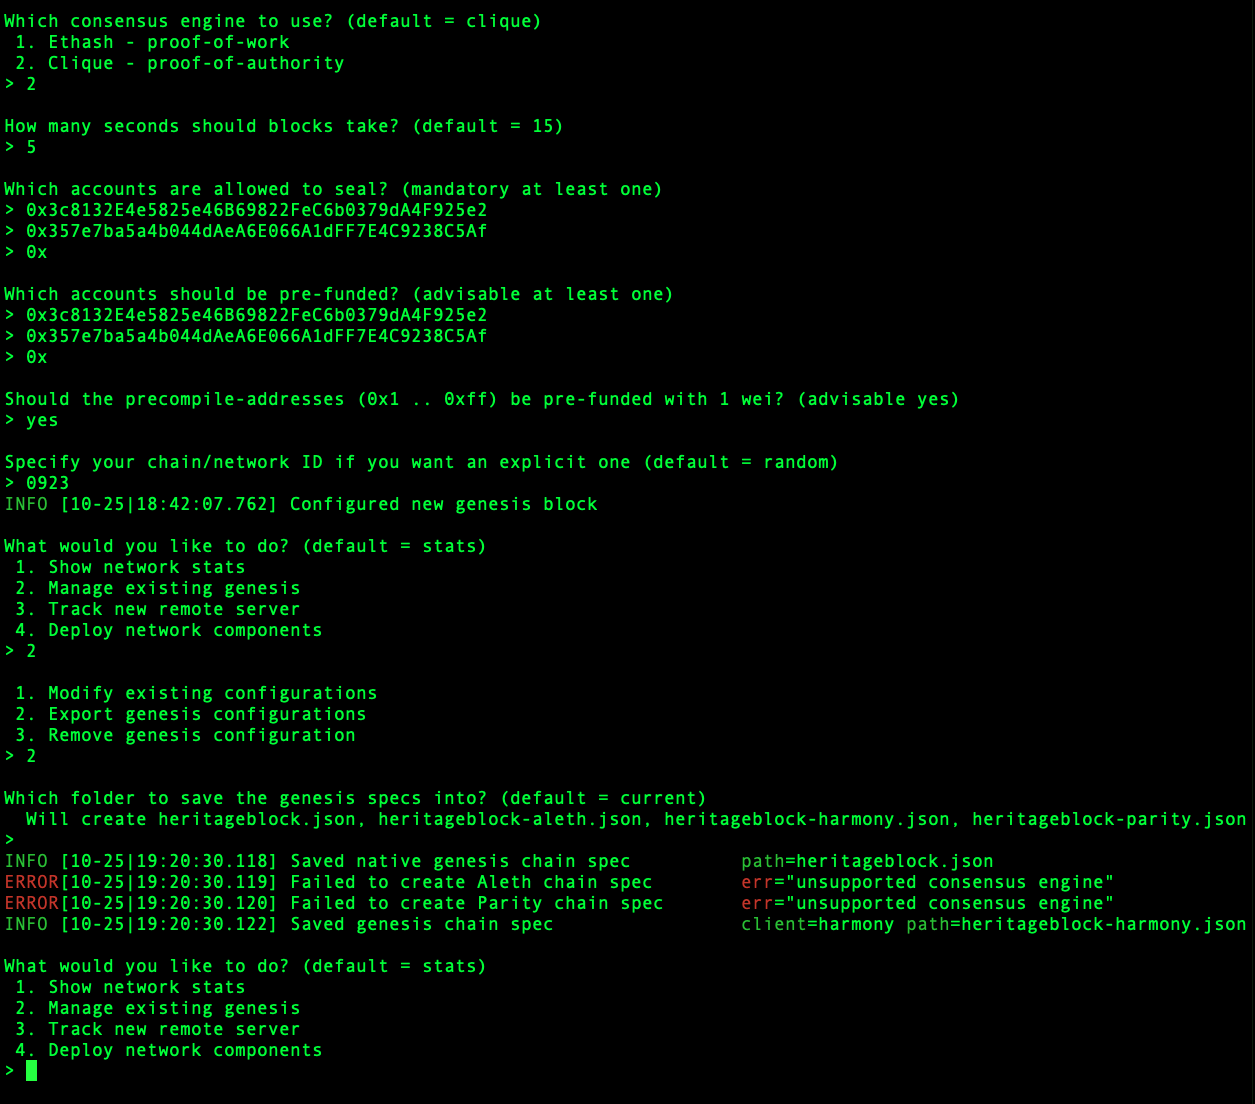 Which consensus engine to use? (default = clique)
1. Ethash - proof-of-work
2. Clique - proof-of-authority
> 2
How many seconds should blocks take? (default = 15)
> 5
Which accounts are allowed to seal? (mandatory at least one)
> 0x3c8132E4e5825e46B69822FeC6b0379dA4F925e2
> 0x357e7ba5a4b044dAeA6E066A1dFF7E4C9238C5Af
> 0x
Which accounts should be pre-funded? (advisable at least one)
> 0x3c8132E4e5825e46B69822FeC6b0379dA4F925e2
> 0x357e7ba5a4b044dAeA6E066A1dFF7E4C9238C5Af
> 0x
Should the precompile-addresses (0x1 .. 0xff) be pre-funded with 1 wei? (advisable yes)
> yes
Specify your chain/network ID if you want an explicit one (default = random)
> 0923
INFO [10-25|18:42:07.762] Configured new genesis block
What would you like to do? (default = stats)
1. Show network stats
2. Manage existing genesis
3. Track new remote server
4. Deploy network components
> 2
1. Modify existing configurations
2. Export genesis configurations
3. Remove genesis configuration
> 2
Which folder to save the genesis specs into? (default = current)
Will create heritageblock.json, heritageblock-aleth.json, heritageblock-harmony.json, heritageblock-parity.json
>
INFO [10-25|19:20:30.118] Saved native genesis chain spec path=heritageblock.json
ERROR[10-25|19:20:30.119] Failed to create Aleth chain spec err="unsupported consensus engine"
ERROR[10-25|19:20:30.120] Failed to create Parity chain spec err="unsupported consensus engine"
INFO [10-25|19:20:30.122] Saved genesis chain spec client=harmony path=heritageblock-harmony.json
What would you like to do? (default = stats)
1. Show network stats
2. Manage existing genesis
3. Track new remote server
4. Deploy network components
>